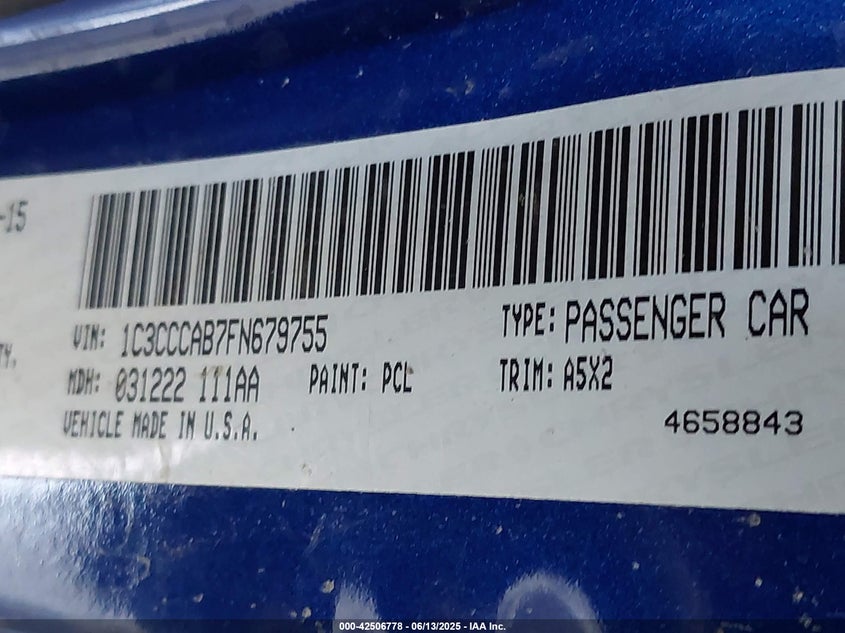 -15
VIN: 1C3CCCAB7FN679755
TYPE: PASSENGER CAR
TY.
MDH: 031222 111AA
PAINT: PCL
TRIM: A5X2
VEHICLE MADE IN U.S.A.
4658843
000-42506778 - 06/13/2025 - IAA Inc.